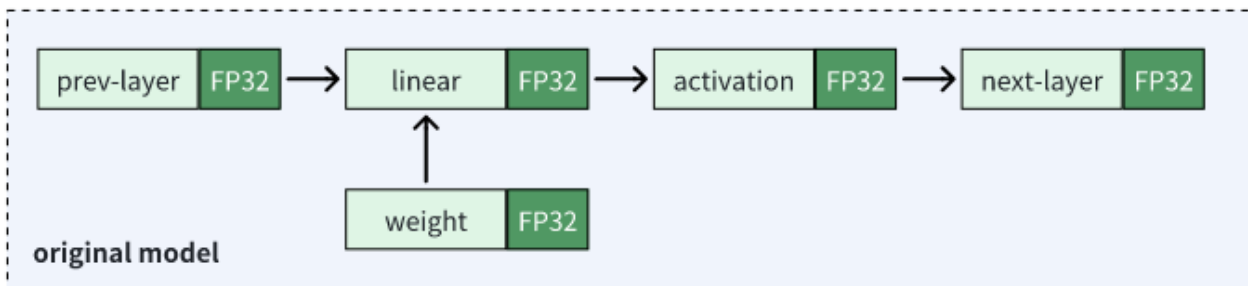 prev-layer FP32 linear FP32 activation FP32 next-layer FP32
weight FP32
original model